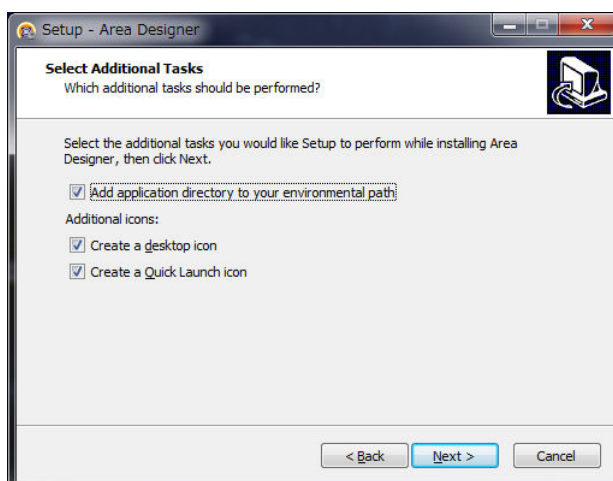 Setup - Area Designer
Select Additional Tasks
Which additional tasks should be performed?
Select the additional tasks you would like Setup to perform while installing Area
Designer, then click Next.
Add application directory to your environmental path
Additional icons:
Create a desktop icon
Create a Quick Launch icon
< Back
Next >
Cancel